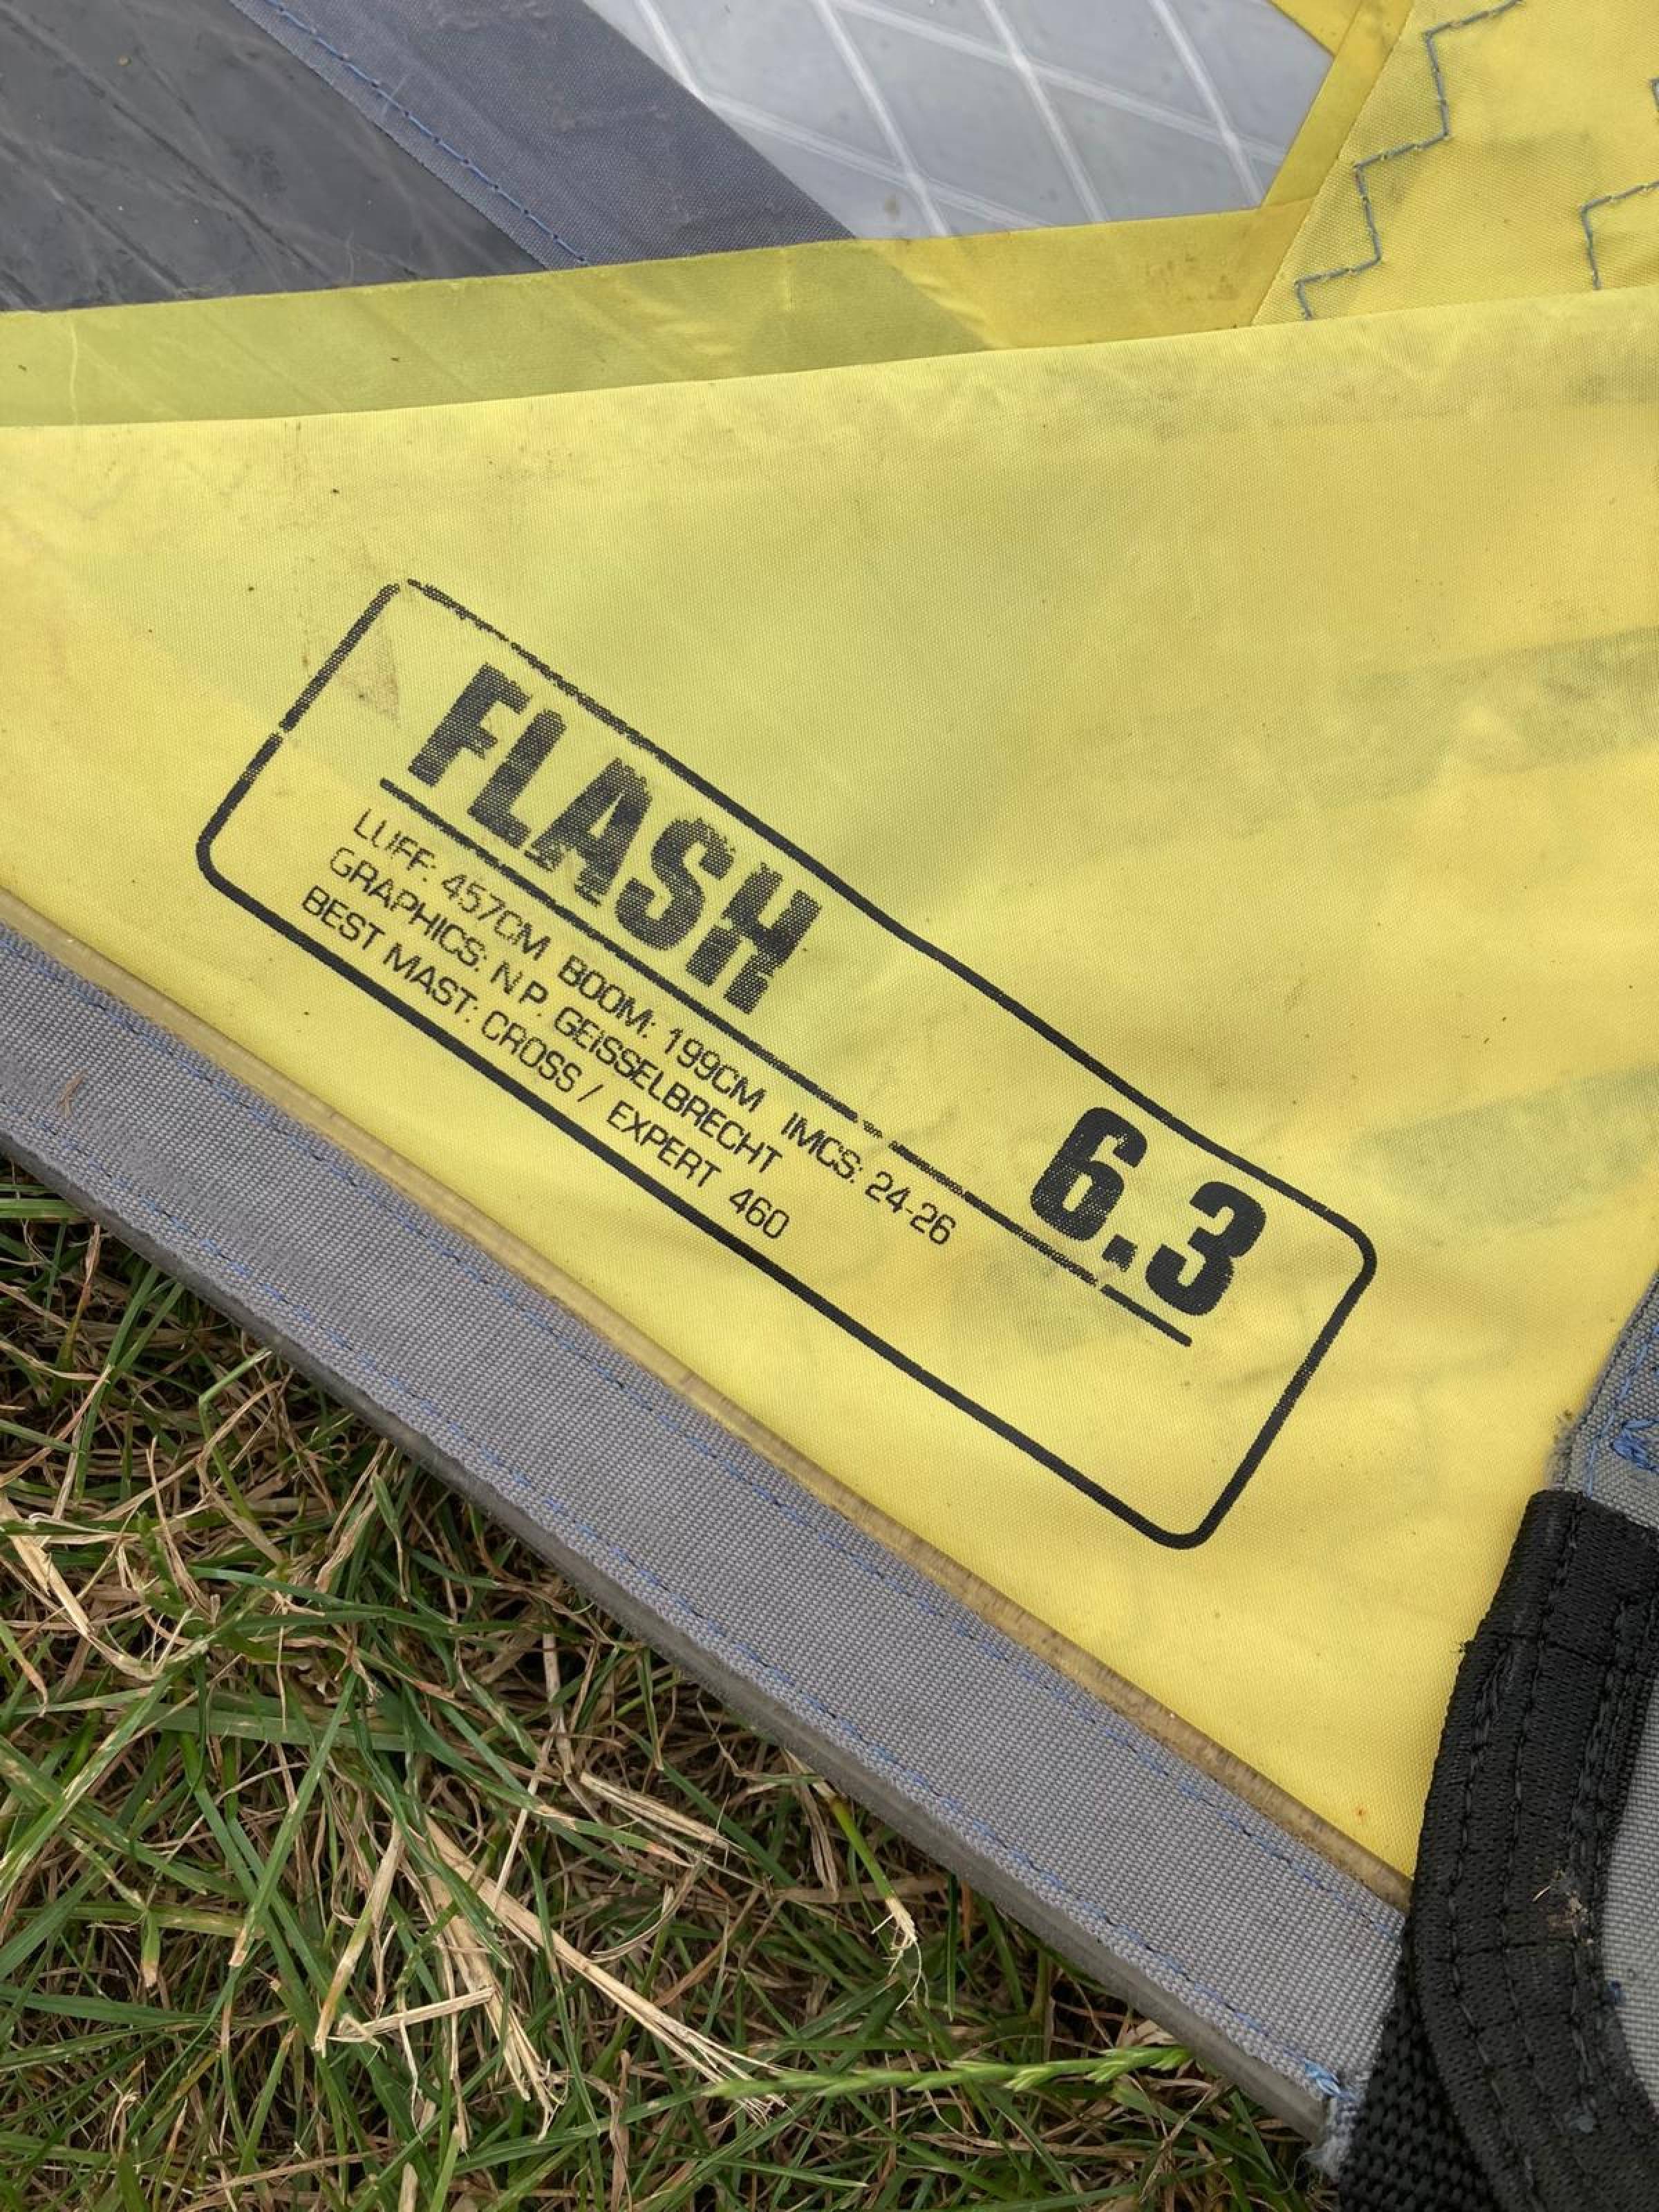 FLASH 6.3
LUFF: 457CM BOOM: 199CM IMCS: 24-26
GRAPHICS: N.P. GEISSELBRECHT
BEST MAST: CROSS / EXPERT 460